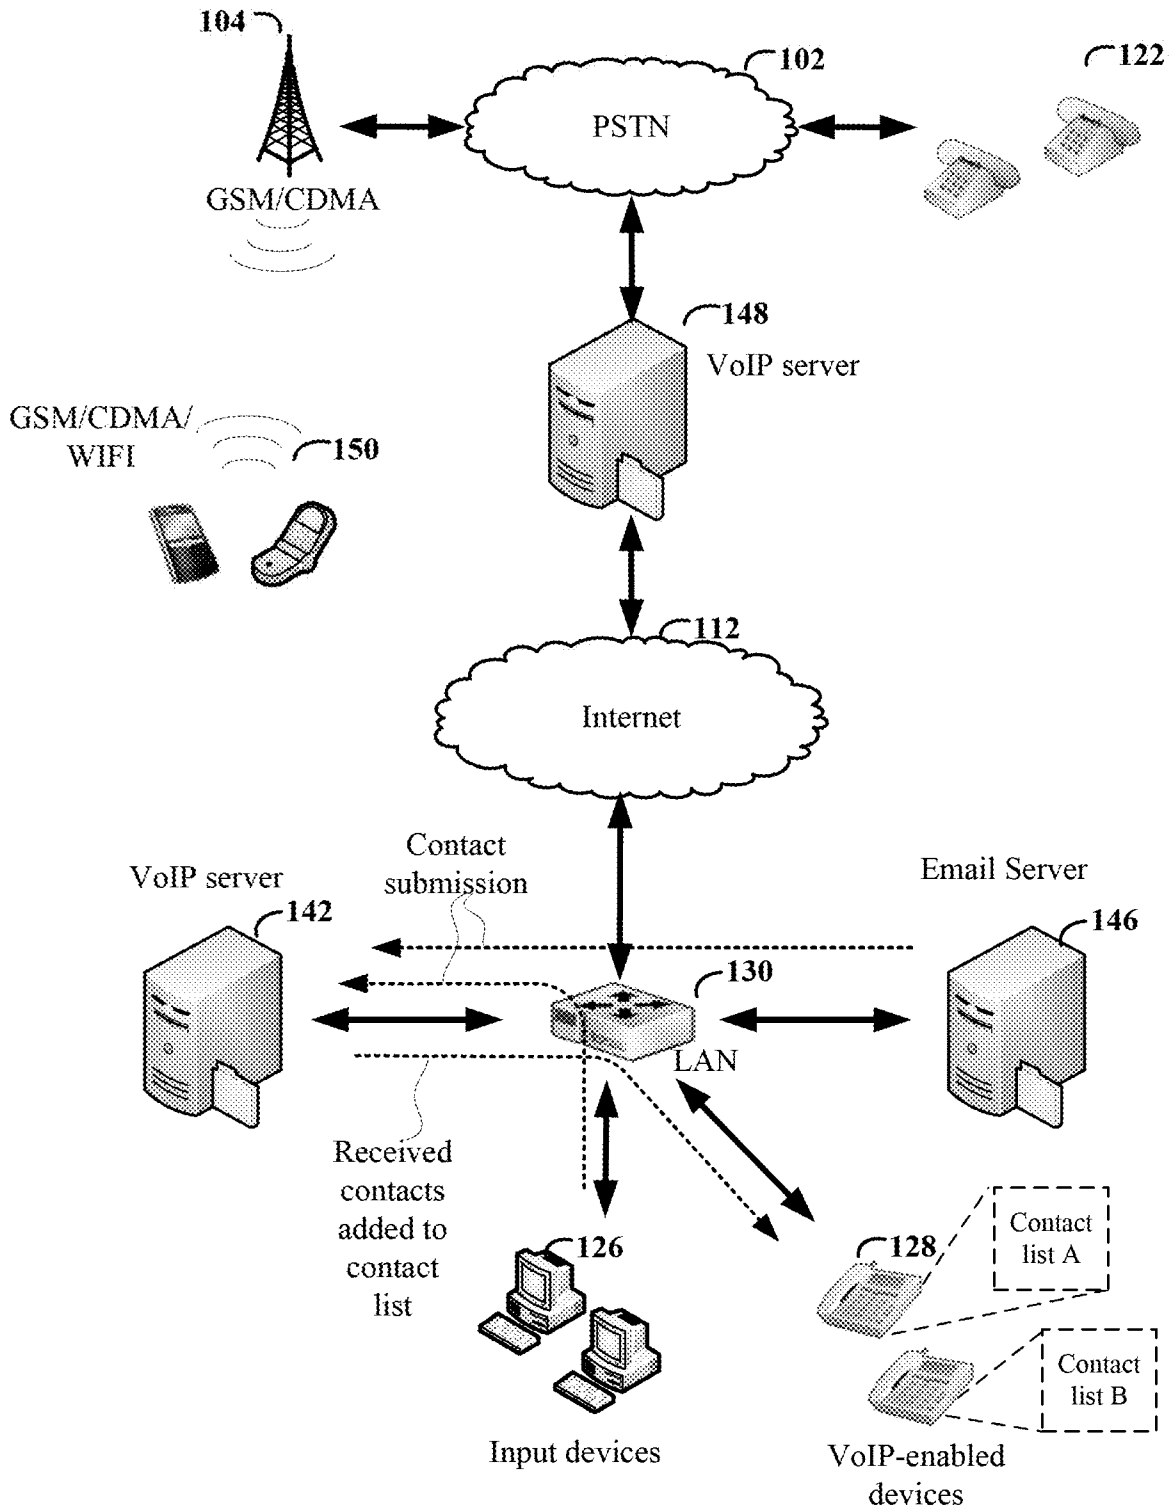 104
102
122
PSTN
GSM/CDMA
148
VoIP server
GSM/CDMA/
WIFI
150
112
Internet
Contact
submission
VoIP server
142
Email Server
146
130
LAN
Received
contacts
added to
contact
list
126
128
Contact
list A
Contact
list B
Input devices
VoIP-enabled
devices